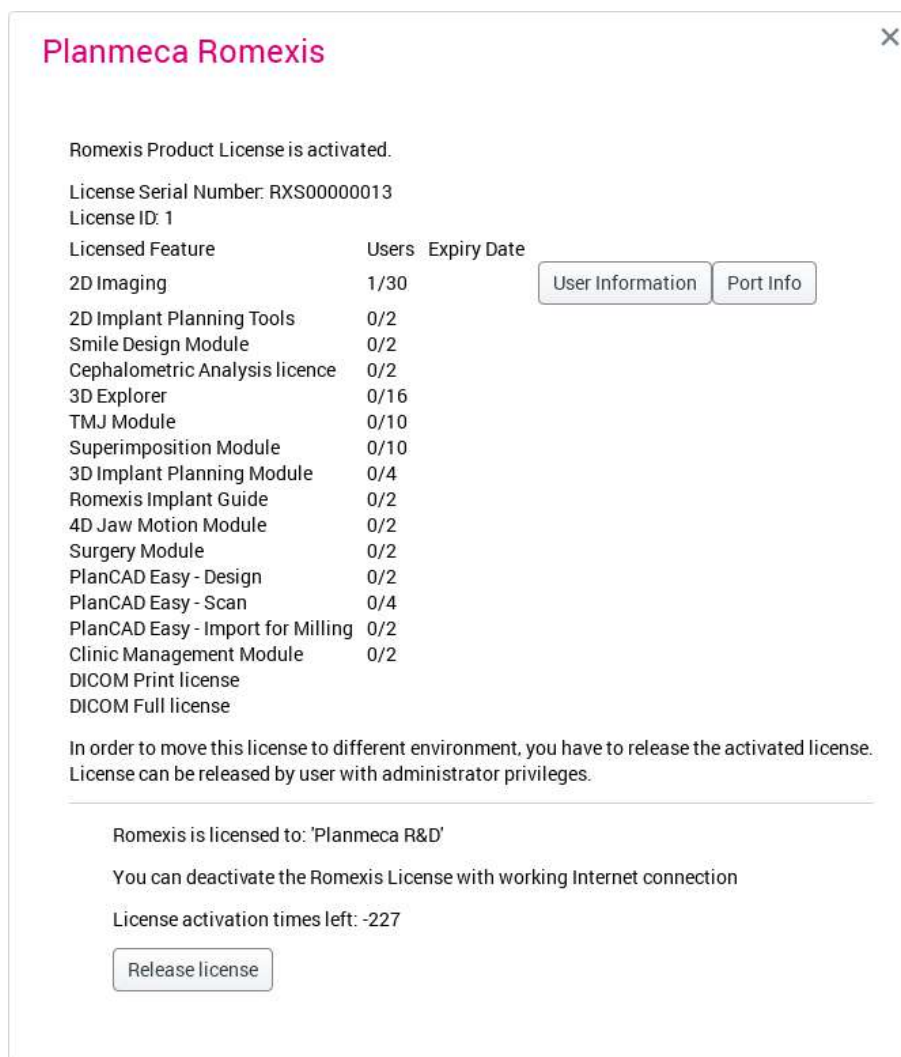 Planmeca Romexis
Romexis Product License is activated.
License Serial Number: RXS00000013
License ID: 1
Licensed Feature Users Expiry Date
2D Imaging 1/30 User Information Port Info
2D Implant Planning Tools 0/2
Smile Design Module 0/2
Cephalometric Analysis licence 0/2
3D Explorer 0/16
TMJ Module 0/10
Superimposition Module 0/10
3D Implant Planning Module 0/4
Romexis Implant Guide 0/2
4D Jaw Motion Module 0/2
Surgery Module 0/2
PlanCAD Easy - Design 0/2
PlanCAD Easy - Scan 0/4
PlanCAD Easy - Import for Milling 0/2
Clinic Management Module 0/2
DICOM Print license
DICOM Full license
In order to move this license to different environment, you have to release the activated license.
License can be released by user with administrator privileges.
Romexis is licensed to: 'Planmeca R&D'
You can deactivate the Romexis License with working Internet connection
License activation times left: -227
Release license